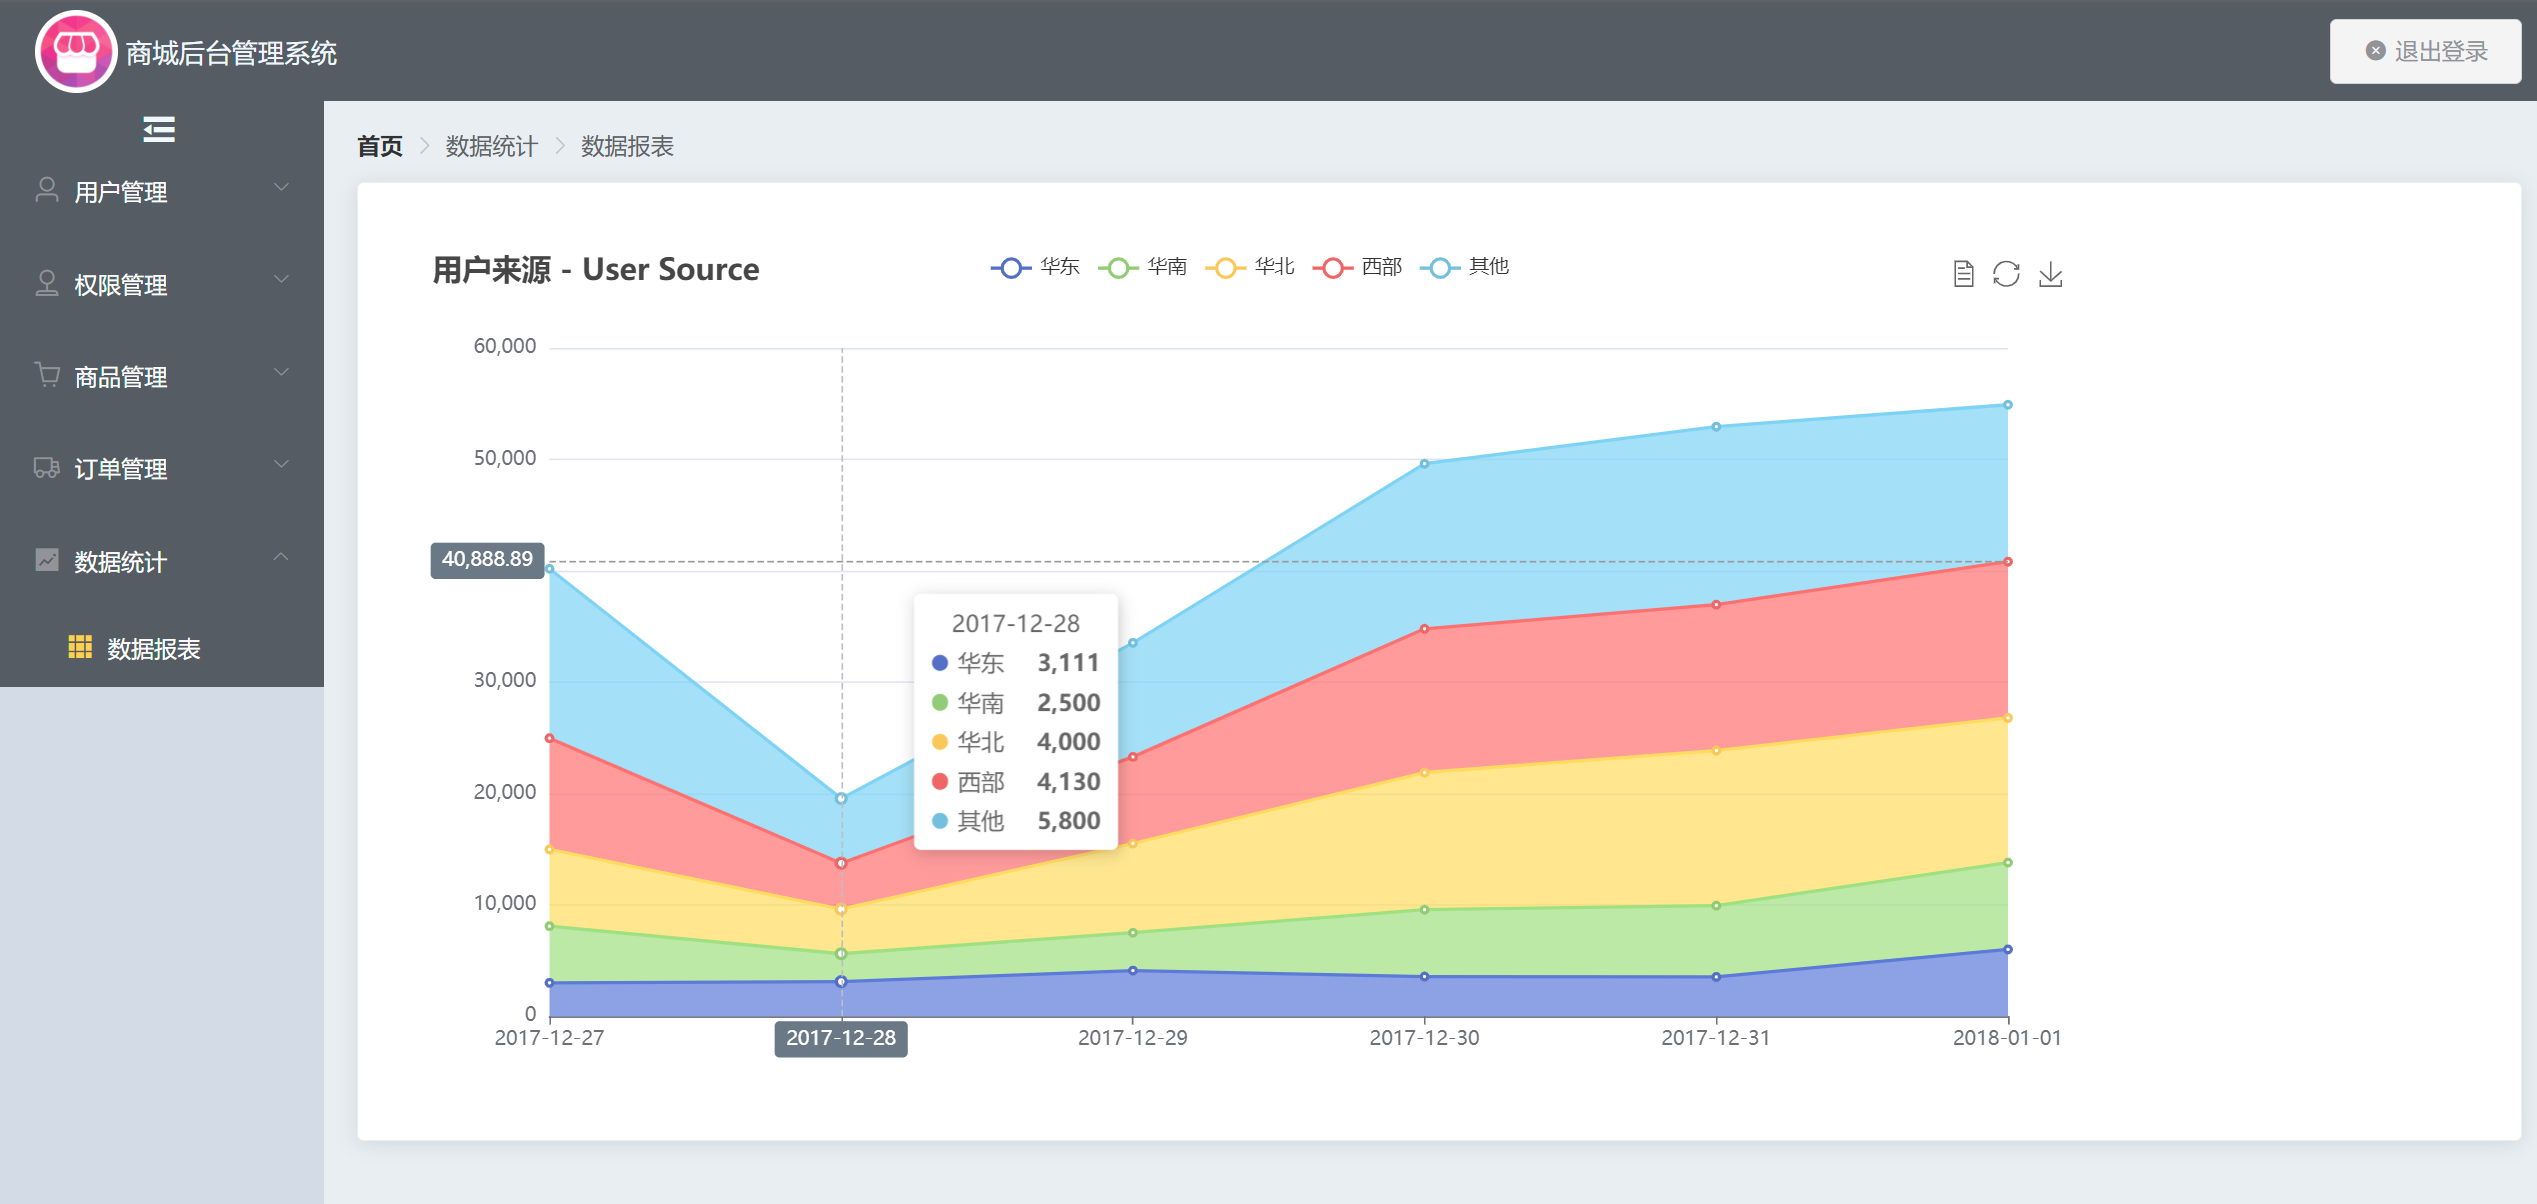 商城后台管理系统
退出登录
首页 > 数据统计 > 数据报表
用户管理
权限管理
商品管理
订单管理
数据统计
数据报表
用户来源 - User Source
华东 华南 华北 西部 其他
60,000
50,000
40,888.89
30,000
20,000
10,000
0
2017-12-28
华东 3,111
华南 2,500
华北 4,000
西部 4,130
其他 5,800
2017-12-27 2017-12-28 2017-12-29 2017-12-30 2017-12-31 2018-01-01